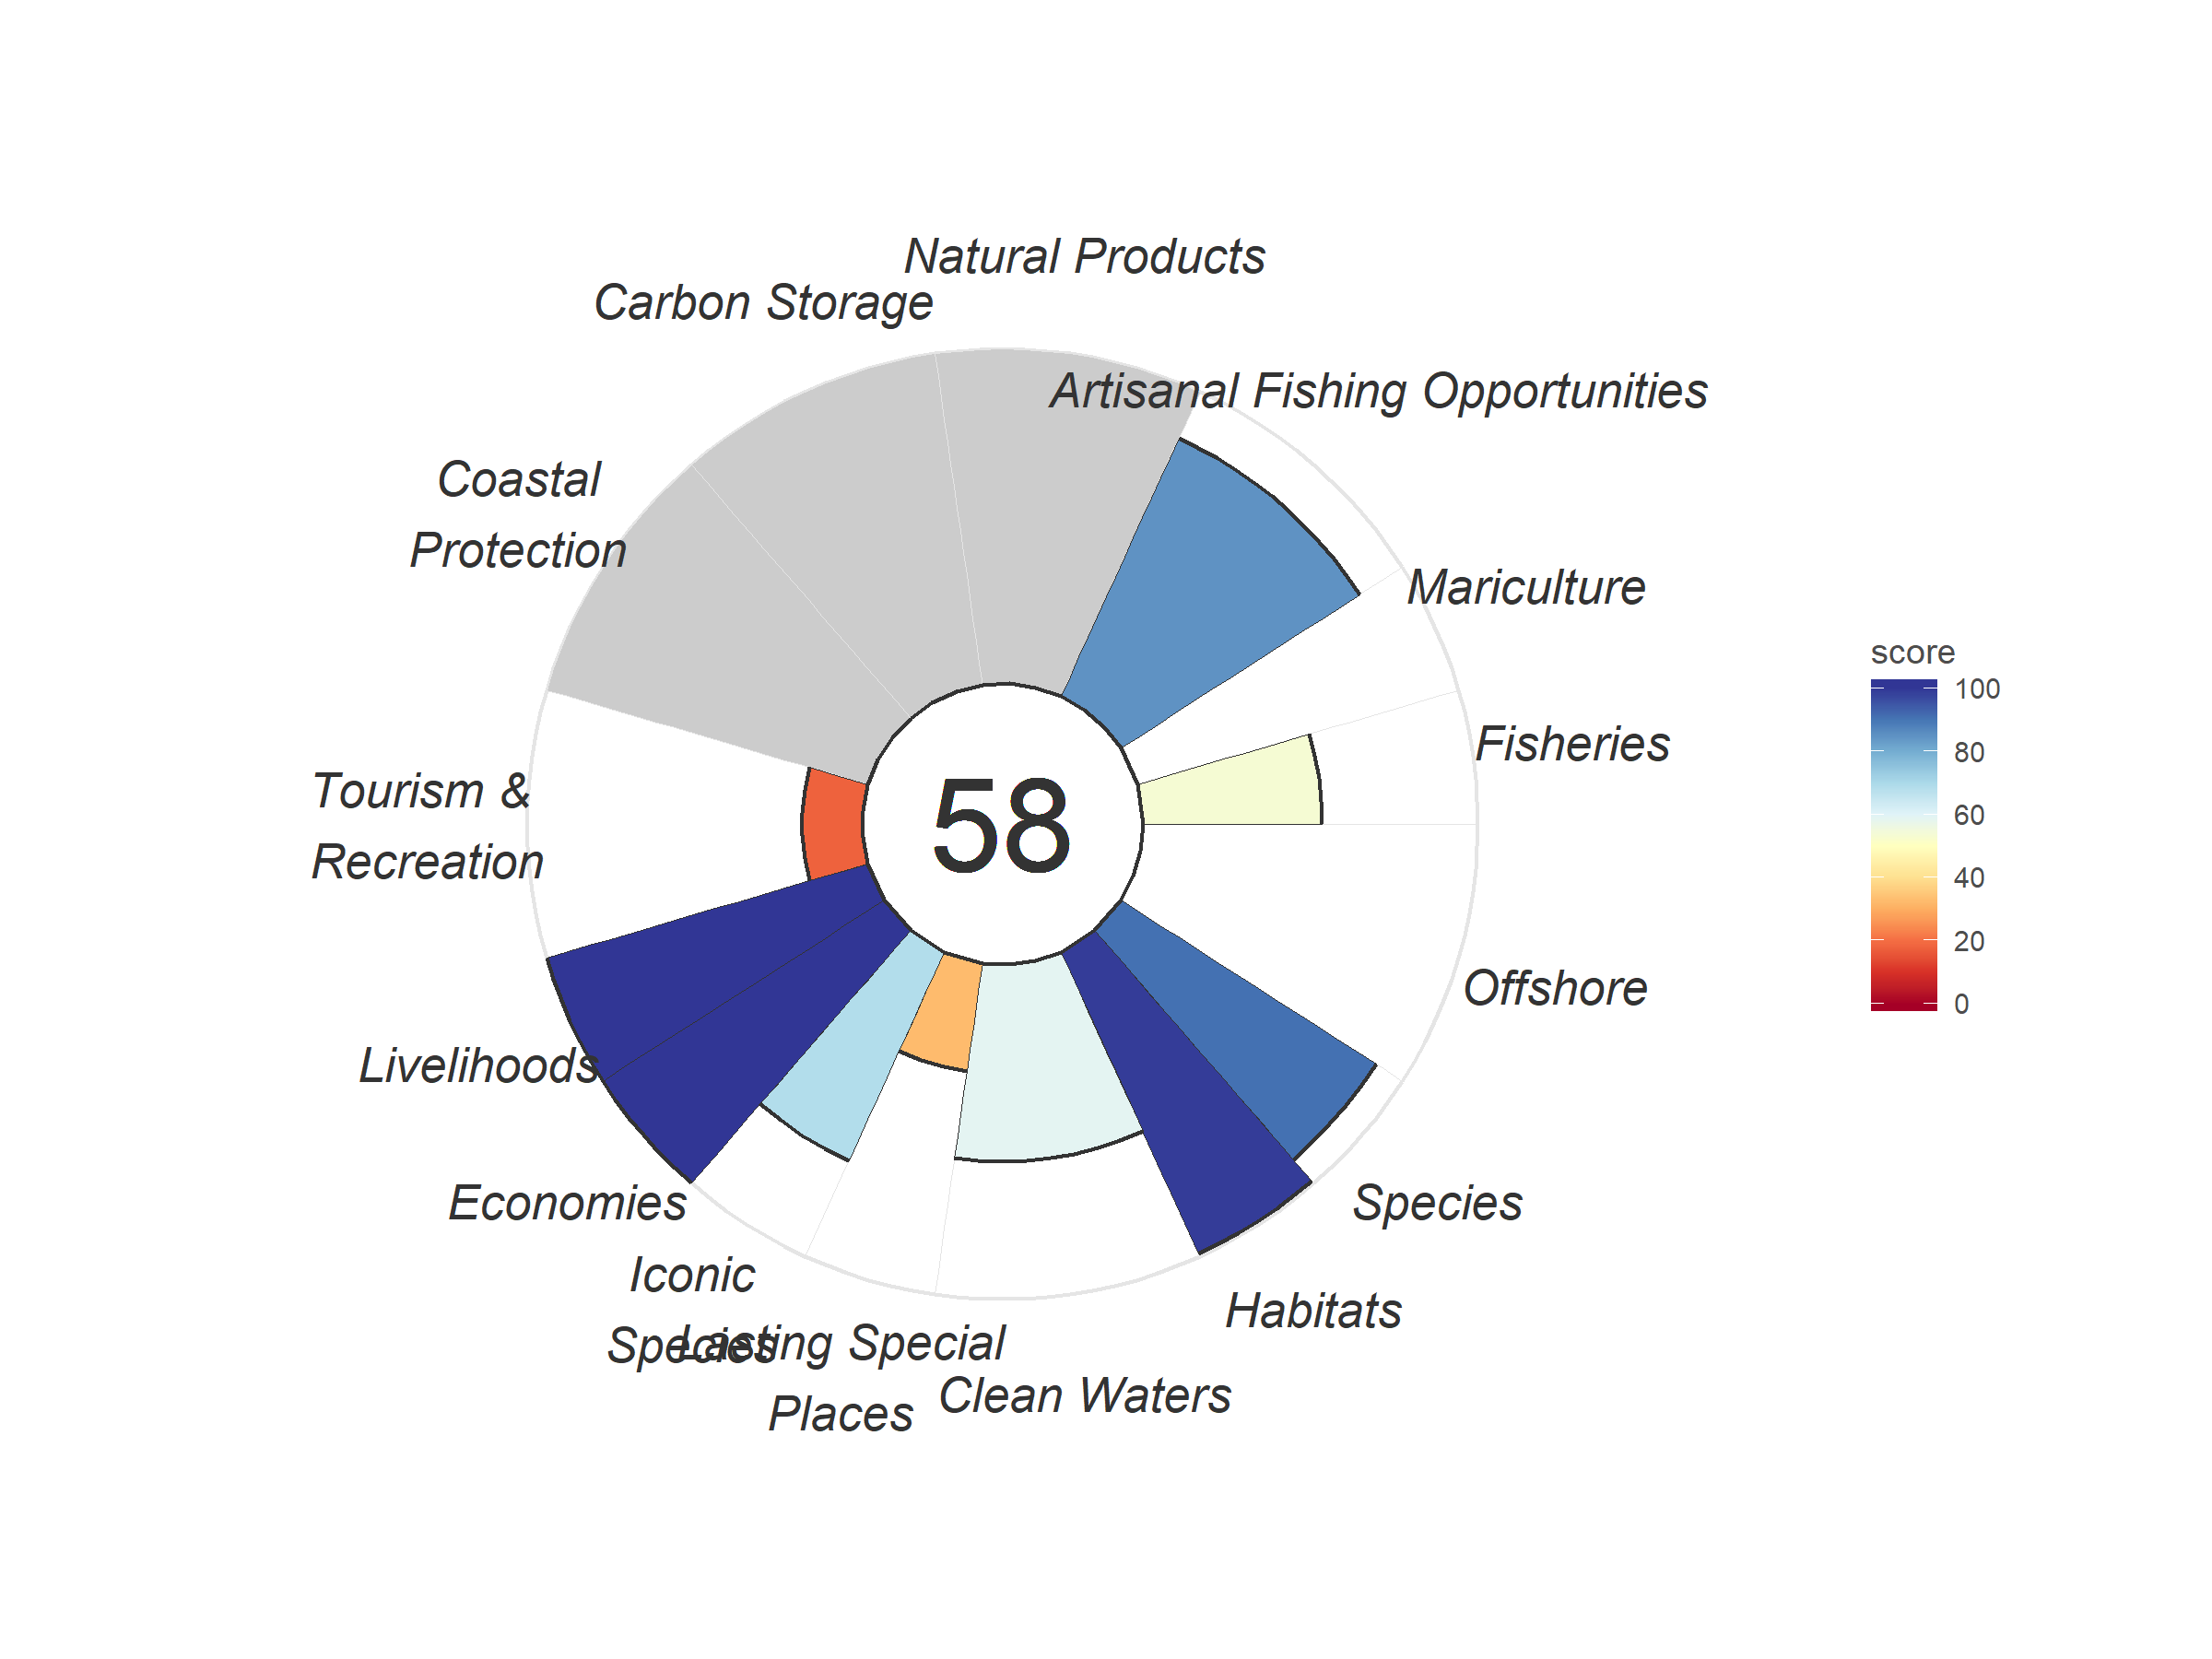 Natural Products
Carbon Storage
Artisanal Fishing Opportunities
Coastal
Protection
Mariculture
Fisheries
Tourism &
Recreation
58
Offshore
Livelihoods
Economies
Species
Iconic
Species
Habitats
Lasting Special
Places
Clean Waters
score
100
80
60
40
20
0